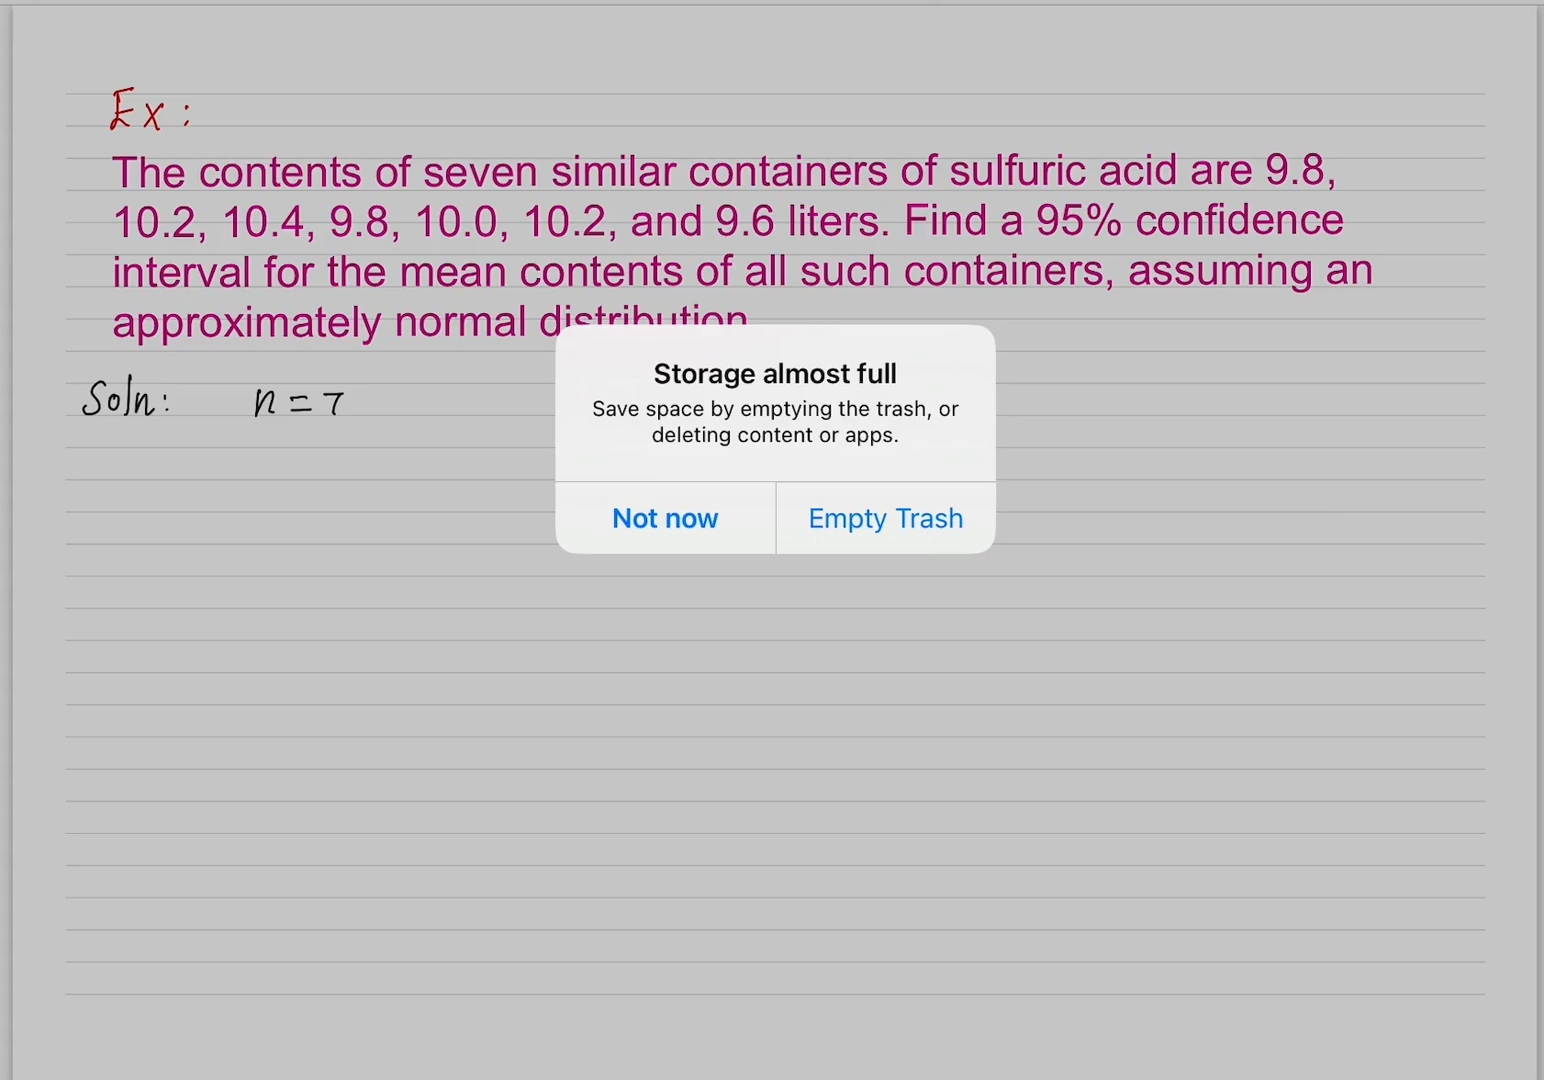 Ex :
The contents of seven similar containers of sulfuric acid are 9.8,
10.2, 10.4, 9.8, 10.0, 10.2, and 9.6 liters. Find a 95% confidence
interval for the mean contents of all such containers, assuming an
approximately normal distribution
Soln: n = 7
Storage almost full
Save space by emptying the trash, or
deleting content or apps.
Not now
Empty Trash